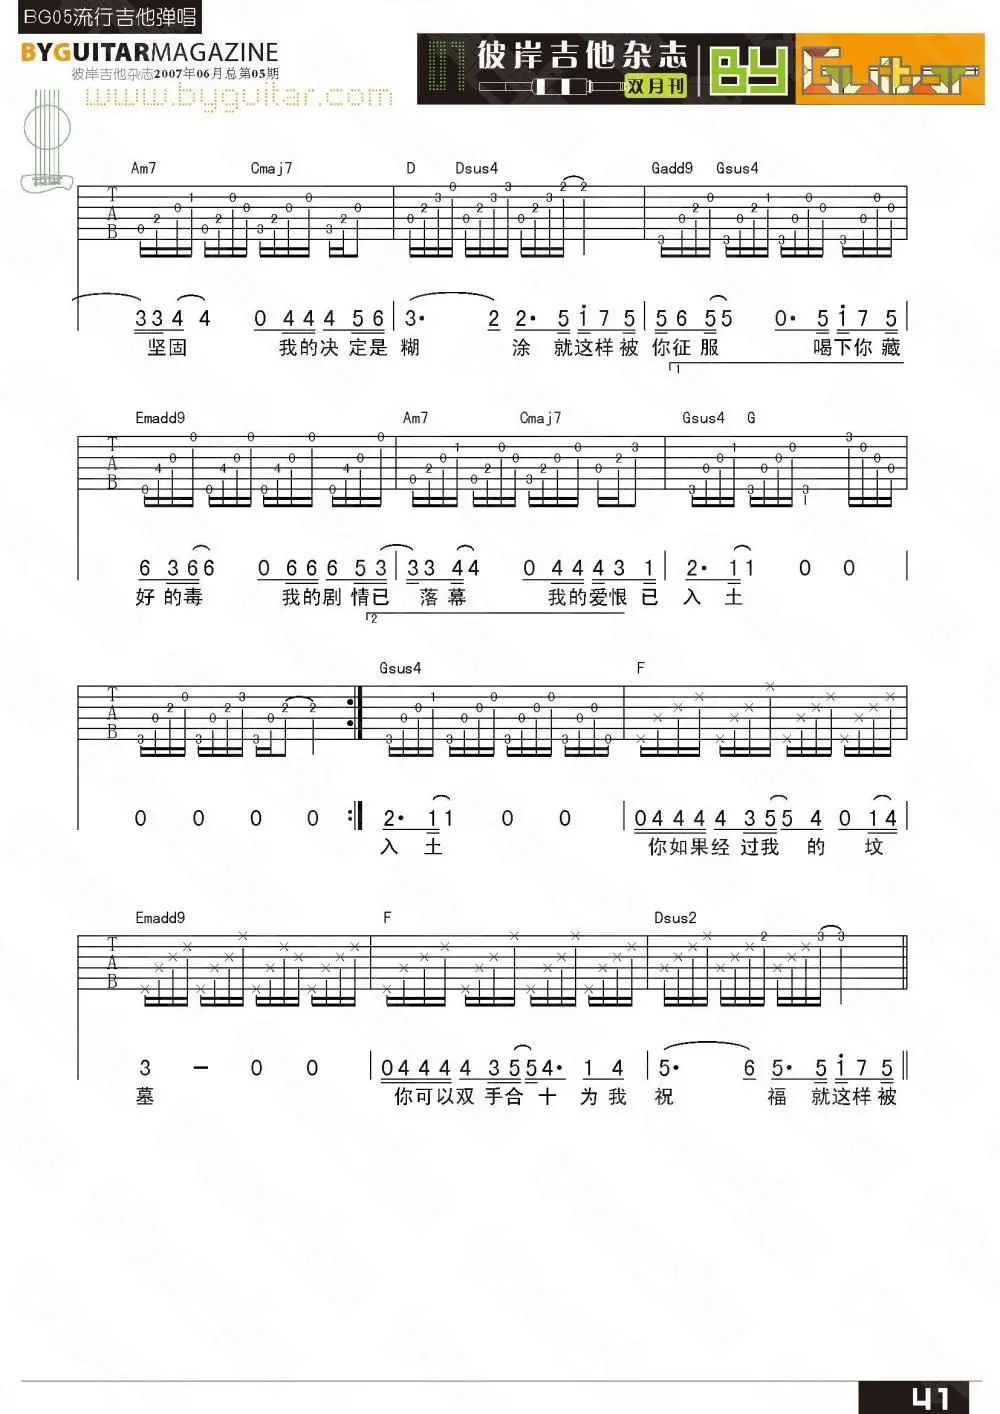 BG05流行吉他弹唱
BYGUITARMAGAZINE
彼岸吉他杂志2007年06月总第05期
www.byguitar.com
彼岸吉他杂志
双月刊
BY Guitar
Am7 Cmaj7 D Dsus4 Gadd9 Gsus4
T A B
3 3 4 4 0 4 4 4 5 6 3· 2 2· 5 1 7 5 5 6 5 5 0· 5 1 7 5
坚固 我的决定是 糊 涂 就这样被 你征服 喝下你藏
1
Emadd9 Am7 Cmaj7 Gsus4 G
T A B
6 3 6 6 0 6 6 6 5 3 3 3 4 4 0 4 4 4 3 1 2· 1 1 0 0
好的毒 我的剧情已 落幕 我的爱恨已 入土
2
Gsus4 F
T A B
0 0 0 0 2· 1 1 0 0 0 4 4 4 4 3 5 5 4 0 1 4
入土 你如果经过我的 坟
Emadd9 F Dsus2
T A B
3 - 0 0 0 4 4 4 4 3 5 5 4· 1 4 5· 6 5· 5 1 7 5
墓 你可以双手合十 为我 祝 福 就这样被
41